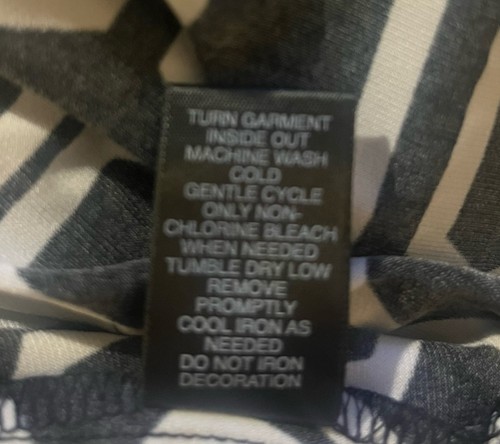 TURN GARMENT
INSIDE OUT
MACHINE WASH
COLD
GENTLE CYCLE
ONLY NON-
CHLORINE BLEACH
WHEN NEEDED
TUMBLE DRY LOW
REMOVE
PROMPTLY
COOL IRON AS
NEEDED
DO NOT IRON
DECORATION